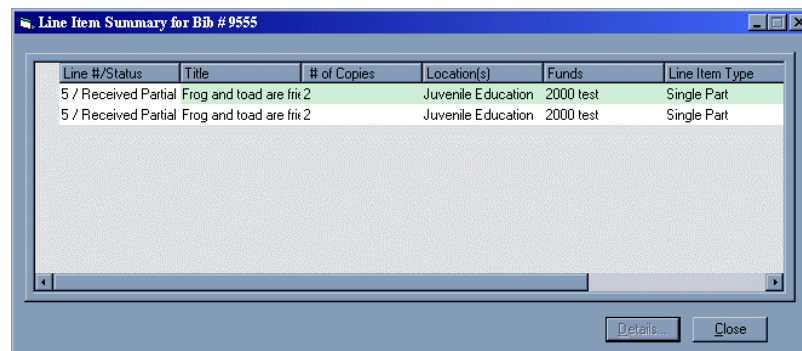 Line Item Summary for Bib # 9555
Line #/Status Title # of Copies Location(s) Funds Line Item Type
5 / Received Partial Frog and toad are frie 2 Juvenile Education 2000 test Single Part
5 / Received Partial Frog and toad are frie 2 Juvenile Education 2000 test Single Part
Details... Close